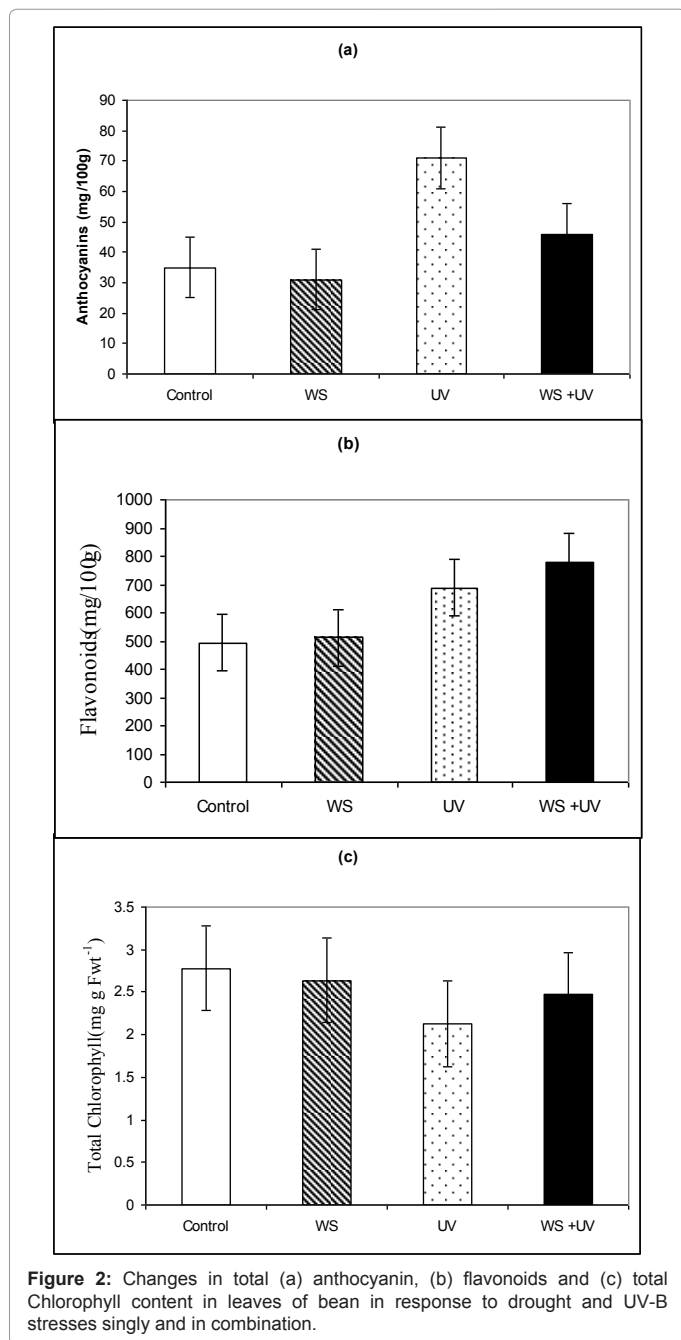 (a)
Anthocyanins (mg/100g)
90
80
70
60
50
40
30
20
10
0
Control WS UV WS +UV
(b)
Flavonoids(mg/100g)
1000
900
800
700
600
500
400
300
200
100
0
Control WS UV WS +UV
(c)
Total Chlorophyll(mg g Fwt⁻¹)
3.5
3
2.5
2
1.5
1
0.5
0
Control WS UV WS +UV
Figure 2: Changes in total (a) anthocyanin, (b) flavonoids and (c) total
Chlorophyll content in leaves of bean in response to drought and UV-B
stresses singly and in combination.